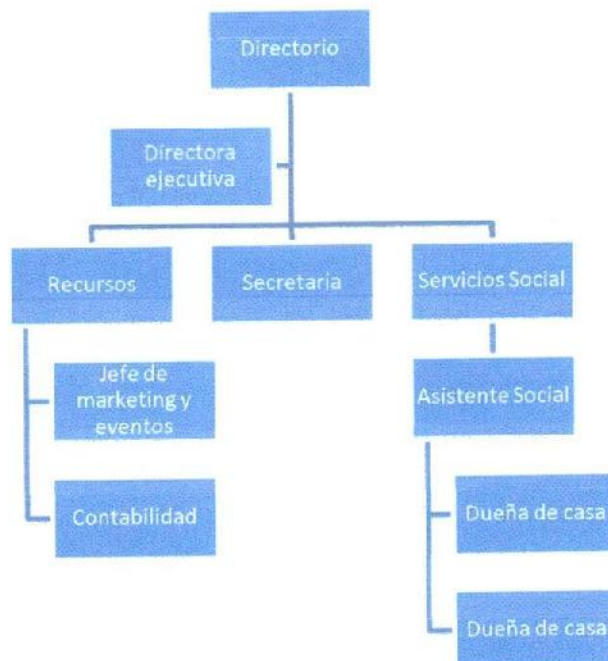 Directorio
Directora
ejecutiva
Recursos
Secretaria
Servicios Social
Jefe de
marketing y
eventos
Asistente Social
Contabilidad
Dueña de casa
Dueña de casa